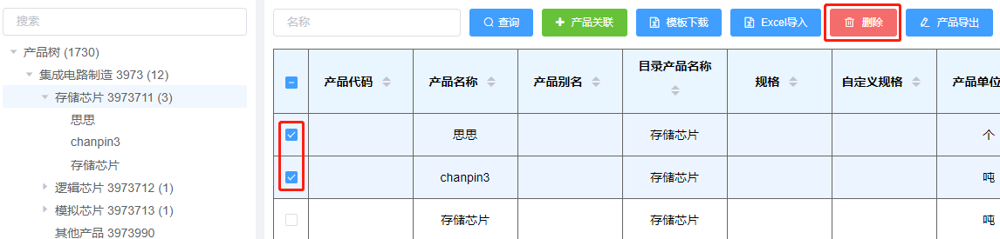 搜索
产品树 (1730)
集成电路制造 3973 (12)
存储芯片 3973711 (3)
思思
chanpin3
存储芯片
逻辑芯片 3973712 (1)
模拟芯片 3973713 (1)
其他产品 3973990
名称 查询 产品关联 模板下载 Excel导入 删除 产品导出
产品代码 产品名称 产品别名 目录产品名称 规格 自定义规格 产品单位
思思 存储芯片 个
chanpin3 存储芯片 吨
存储芯片 存储芯片 吨